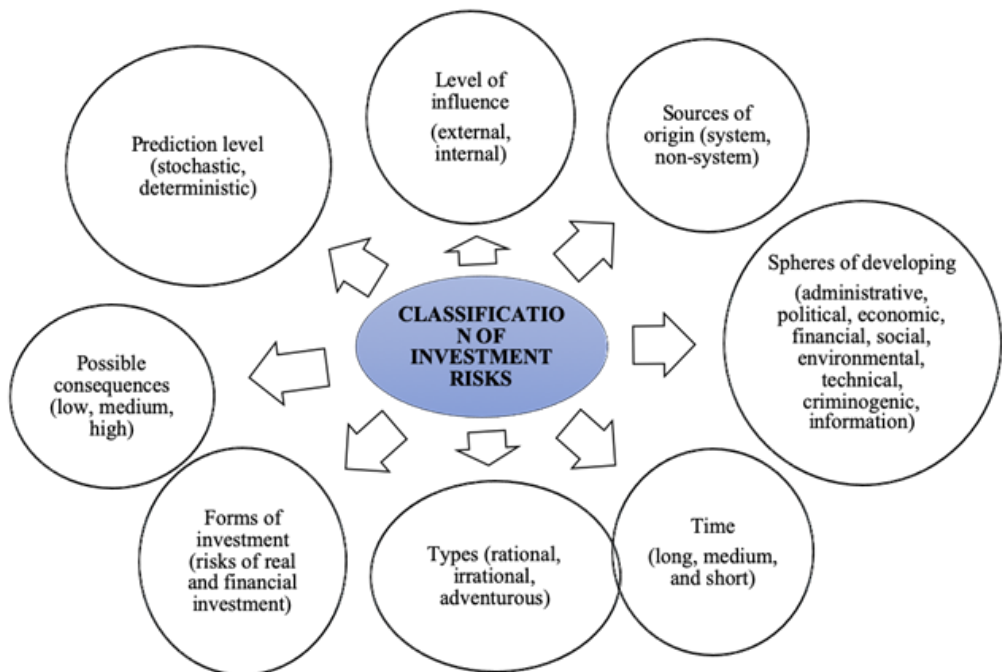 Level of
influence
(external,
internal)
Sources of
origin (system,
non-system)
Prediction level
(stochastic,
deterministic)
Spheres of developing
(administrative,
political, economic,
financial, social,
environmental,
technical,
criminogenic,
information)
CLASSIFICATIO
N OF
INVESTMENT
RISKS
Possible
consequences
(low, medium,
high)
Forms of
investment
(risks of real
and financial
investment)
Types (rational,
irrational,
adventurous)
Time
(long, medium,
and short)